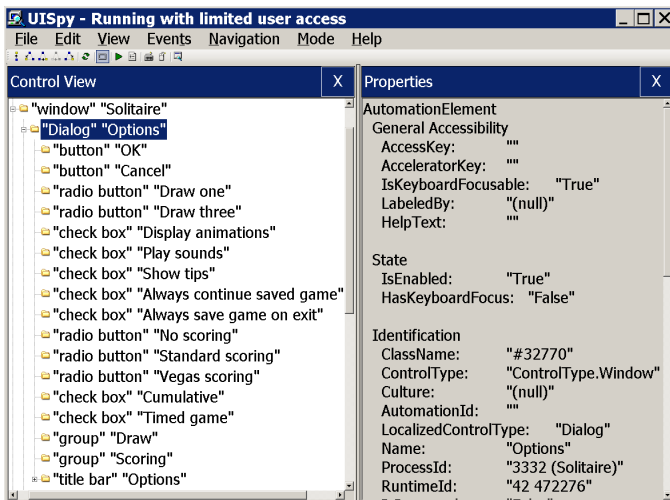 UISpy - Running with limited user access
File Edit View Events Navigation Mode Help
Control View X
"window" "Solitaire"
"Dialog" "Options"
"button" "OK"
"button" "Cancel"
"radio button" "Draw one"
"radio button" "Draw three"
"check box" "Display animations"
"check box" "Play sounds"
"check box" "Show tips"
"check box" "Always continue saved game"
"check box" "Always save game on exit"
"radio button" "No scoring"
"radio button" "Standard scoring"
"radio button" "Vegas scoring"
"check box" "Cumulative"
"check box" "Timed game"
"group" "Draw"
"group" "Scoring"
"title bar" "Options"
Properties X
AutomationElement
General Accessibility
AccessKey: ""
AcceleratorKey: ""
IsKeyboardFocusable: "True"
LabeledBy: "(null)"
HelpText: ""
State
IsEnabled: "True"
HasKeyboardFocus: "False"
Identification
ClassName: "#32770"
ControlType: "ControlType.Window"
Culture: "(null)"
AutomationId: ""
LocalizedControlType: "Dialog"
Name: "Options"
ProcessId: "3332 (Solitaire)"
RuntimeId: "42 472276"